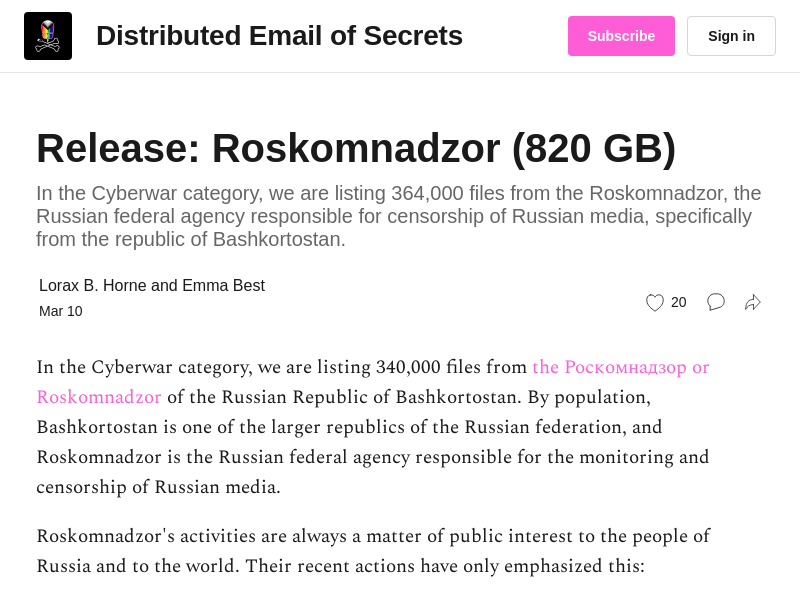 Distributed Email of Secrets
Subscribe
Sign in
Release: Roskomnadzor (820 GB)
In the Cyberwar category, we are listing 364,000 files from the Roskomnadzor, the
Russian federal agency responsible for censorship of Russian media, specifically
from the republic of Bashkortostan.
Lorax B. Horne and Emma Best
Mar 10
20
In the Cyberwar category, we are listing 340,000 files from the Роскомнадзор or
Roskomnadzor of the Russian Republic of Bashkortostan. By population,
Bashkortostan is one of the larger republics of the Russian federation, and
Roskomnadzor is the Russian federal agency responsible for the monitoring and
censorship of Russian media.
Roskomnadzor's activities are always a matter of public interest to the people of
Russia and to the world. Their recent actions have only emphasized this: